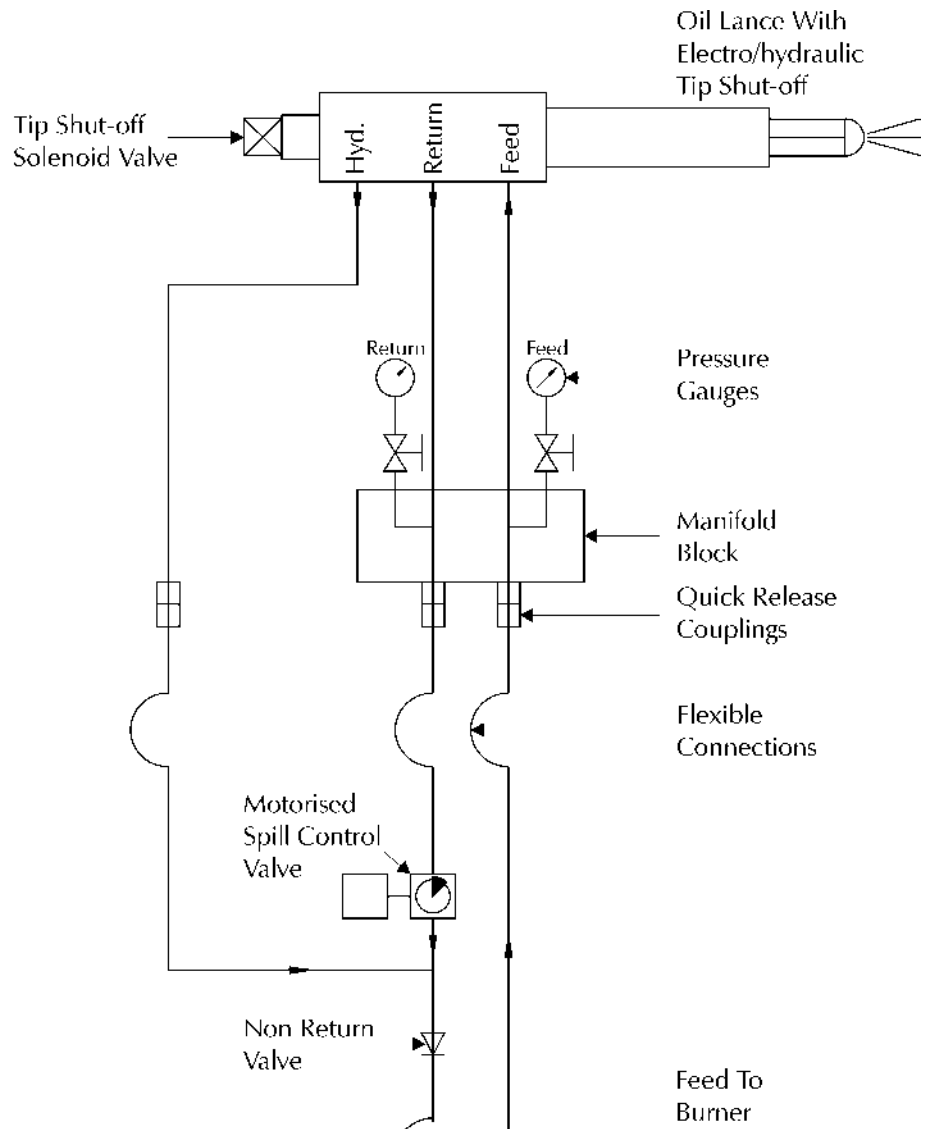 Oil Lance With
Electro/hydraulic
Tip Shut-off
Tip Shut-off
Solenoid Valve
Hyd.
Return
Feed
Return
Feed
Pressure
Gauges
Manifold
Block
Quick Release
Couplings
Flexible
Connections
Motorised
Spill Control
Valve
Non Return
Valve
Feed To
Burner